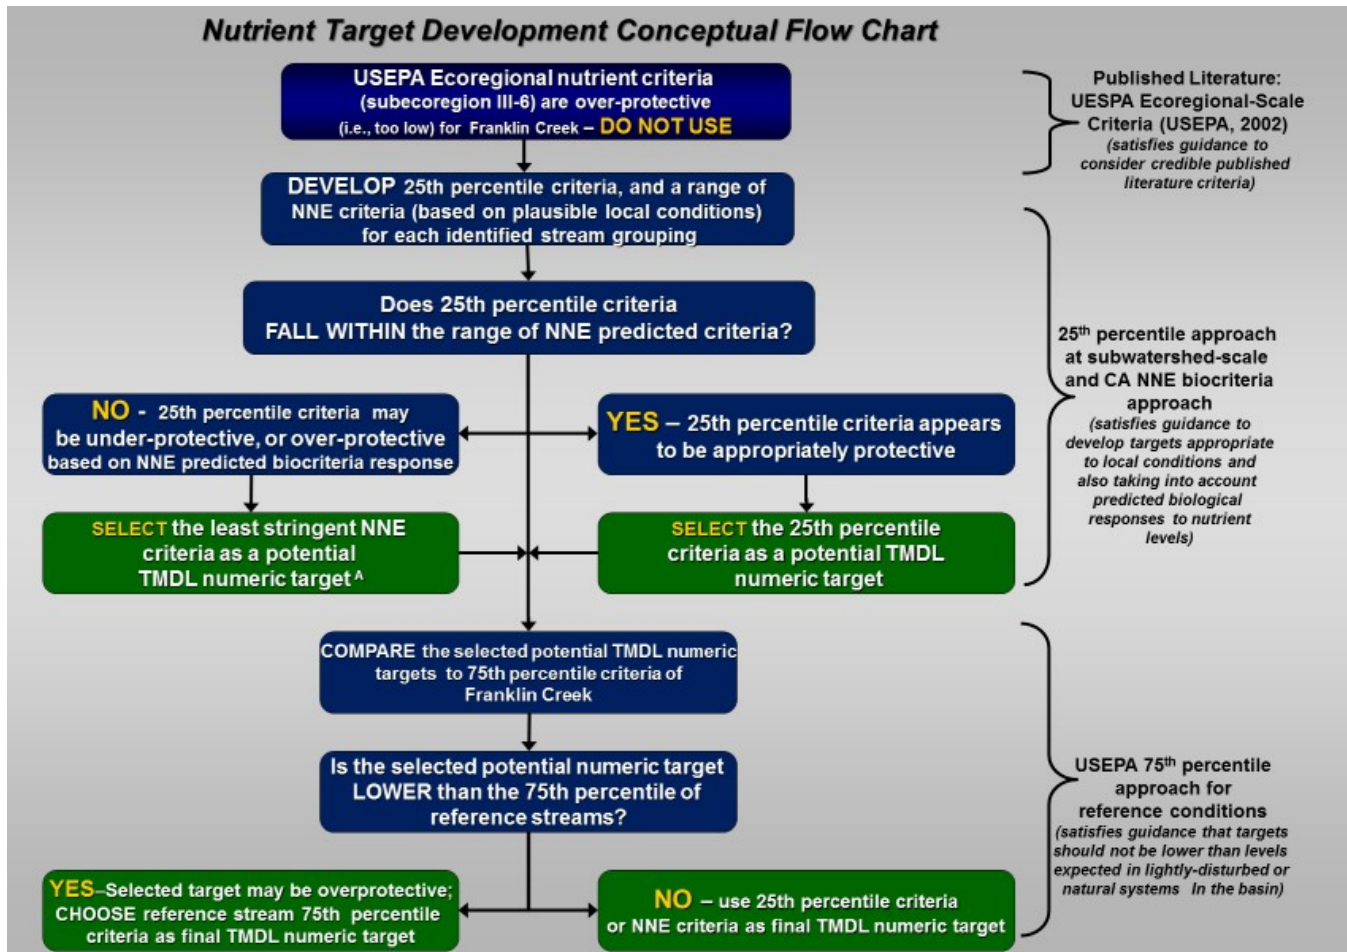 Nutrient Target Development Conceptual Flow Chart
USEPA Ecoregional nutrient criteria
(subecoregion III-6) are over-protective
(i.e., too low) for Franklin Creek – DO NOT USE
Published Literature:
UESPA Ecoregional-Scale
Criteria (USEPA, 2002)
(satisfies guidance to
consider credible published
literature criteria)
DEVELOP 25th percentile criteria, and a range of
NNE criteria (based on plausible local conditions)
for each identified stream grouping
Does 25th percentile criteria
FALL WITHIN the range of NNE predicted criteria?
25th percentile approach
at subwatershed-scale
and CA NNE biocriteria
approach
(satisfies guidance to
develop targets appropriate
to local conditions and
also taking into account
predicted biological
responses to nutrient
levels)
NO - 25th percentile criteria may
be under-protective, or over-protective
based on NNE predicted biocriteria response
YES – 25th percentile criteria appears
to be appropriately protective
SELECT the least stringent NNE
criteria as a potential
TMDL numeric target A
SELECT the 25th percentile
criteria as a potential TMDL
numeric target
COMPARE the selected potential TMDL numeric
targets to 75th percentile criteria of
Franklin Creek
Is the selected potential numeric target
LOWER than the 75th percentile of
reference streams?
USEPA 75th percentile
approach for
reference conditions
(satisfies guidance that targets
should not be lower than levels
expected in lightly-disturbed or
natural systems In the basin)
YES–Selected target may be overprotective;
CHOOSE reference stream 75th percentile
criteria as final TMDL numeric target
NO – use 25th percentile criteria
or NNE criteria as final TMDL numeric target